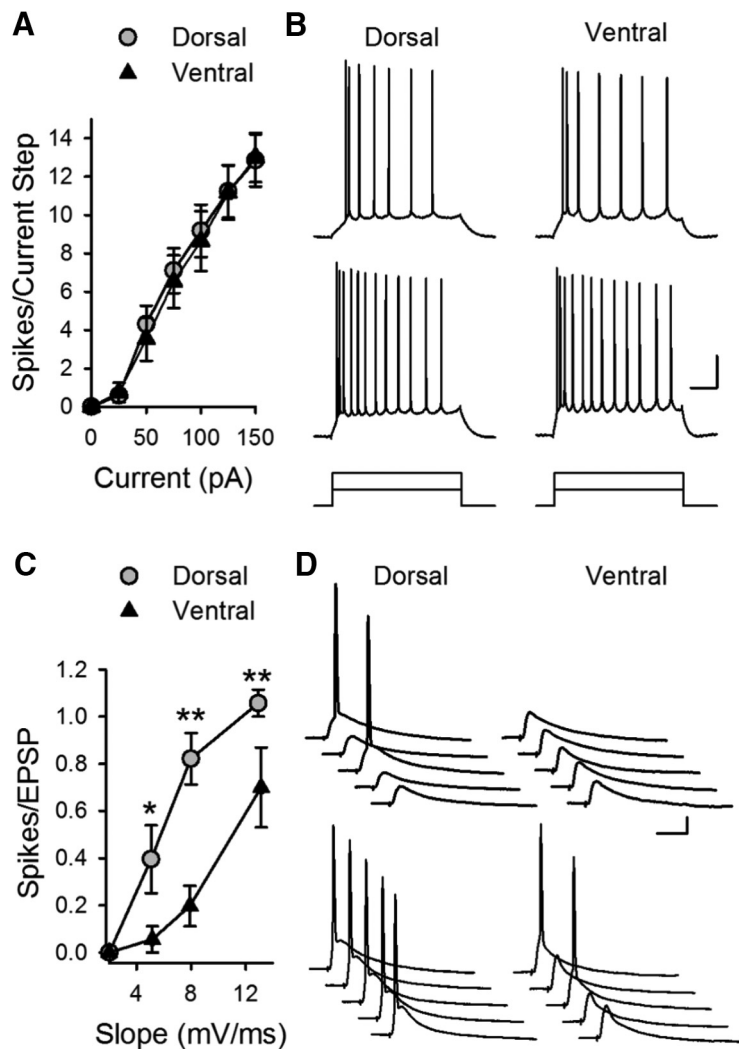 A
Dorsal
Ventral
Spikes/Current Step
14
12
10
8
6
4
2
0
0 50 100 150
Current (pA)
B
Dorsal Ventral
C
Dorsal
Ventral
Spikes/EPSP
1.2
1.0
0.8
0.6
0.4
0.2
0.0
* ** **
4 8 12
Slope (mV/ms)
D
Dorsal Ventral